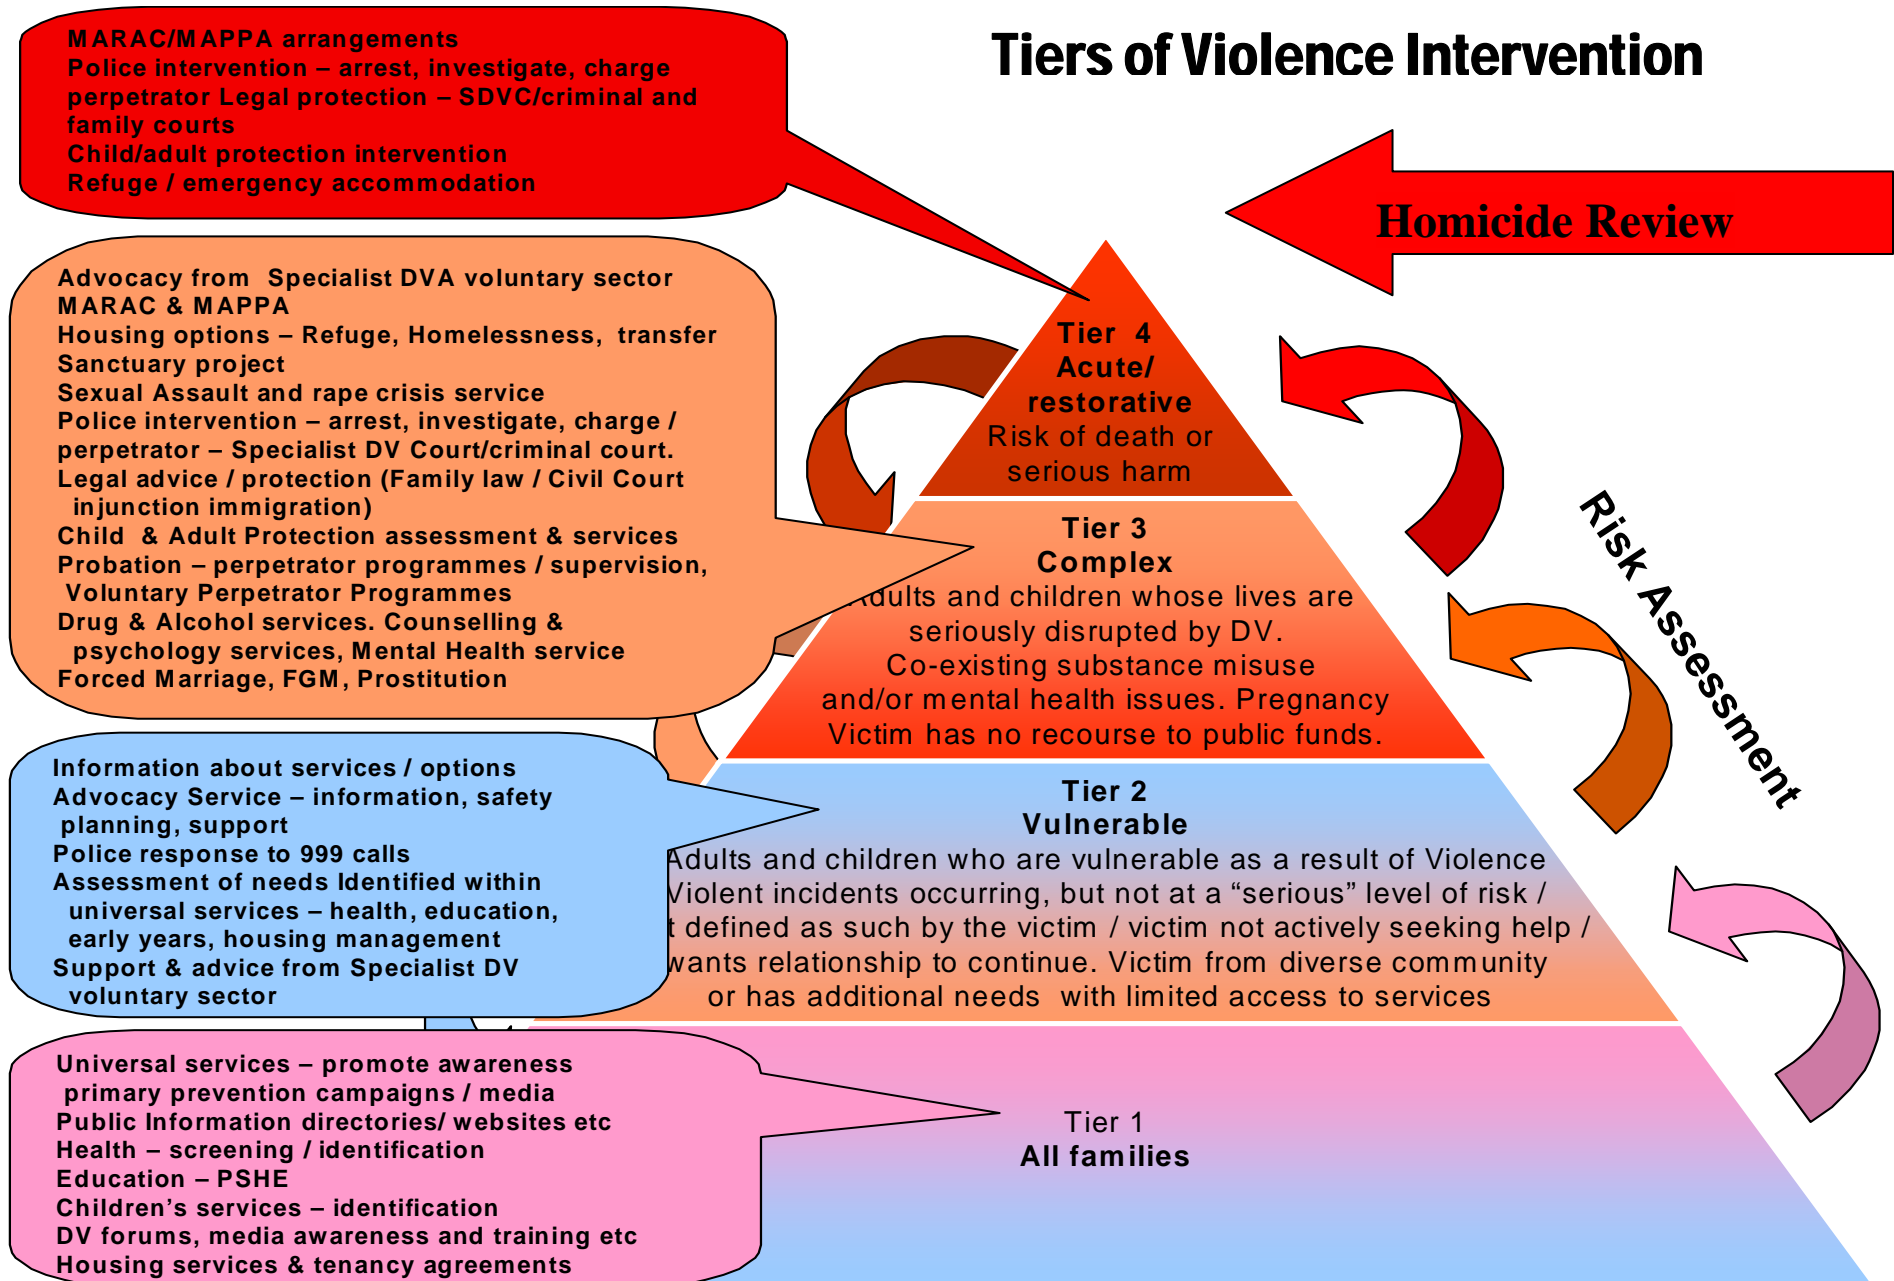 Tiers of Violence Intervention
MARAC/MAPPA arrangements
Police intervention – arrest, investigate, charge
perpetrator Legal protection – SDVC/criminal and
family courts
Child/adult protection intervention
Refuge / emergency accommodation
Homicide Review
Advocacy from Specialist DVA voluntary sector
MARAC & MAPPA
Housing options – Refuge, Homelessness, transfer
Sanctuary project
Sexual Assault and rape crisis service
Police intervention – arrest, investigate, charge /
perpetrator – Specialist DV Court/criminal court.
Legal advice / protection (Family law / Civil Court
injunction immigration)
Child & Adult Protection assessment & services
Probation – perpetrator programmes / supervision,
Voluntary Perpetrator Programmes
Drug & Alcohol services. Counselling &
psychology services, Mental Health service
Forced Marriage, FGM, Prostitution
Tier 4
Acute/
restorative
Risk of death or
serious harm
Tier 3
Complex
Adults and children whose lives are
seriously disrupted by DV.
Co-existing substance misuse
and/or mental health issues. Pregnancy
Victim has no recourse to public funds.
Risk Assessment
Information about services / options
Advocacy Service – information, safety
planning, support
Police response to 999 calls
Assessment of needs Identified within
universal services – health, education,
early years, housing management
Support & advice from Specialist DV
voluntary sector
Tier 2
Vulnerable
Adults and children who are vulnerable as a result of Violence
Violent incidents occurring, but not at a “serious” level of risk /
defined as such by the victim / victim not actively seeking help /
wants relationship to continue. Victim from diverse community
or has additional needs with limited access to services
Universal services – promote awareness
primary prevention campaigns / media
Public Information directories/ websites etc
Health – screening / identification
Education – PSHE
Children’s services – identification
DV forums, media awareness and training etc
Housing services & tenancy agreements
Tier 1
All families